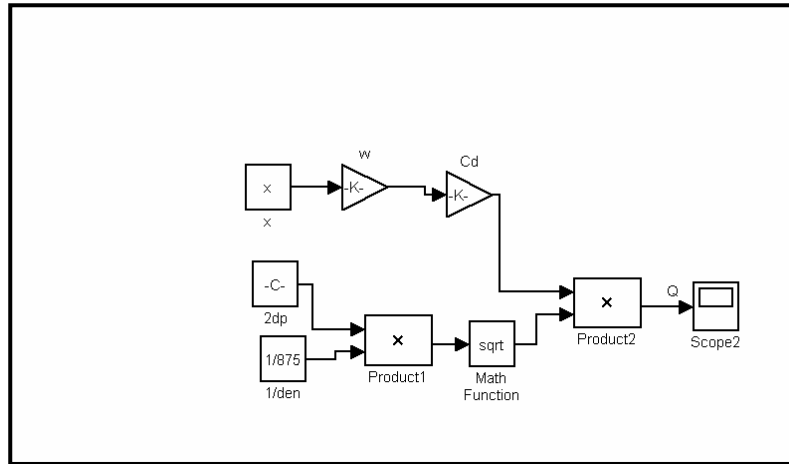 w
Cd
x
-K-
-K-
x
-C-
2dp
×
Q
Product2
Scope2
1/875
×
sqrt
1/den
Product1
Math
Function